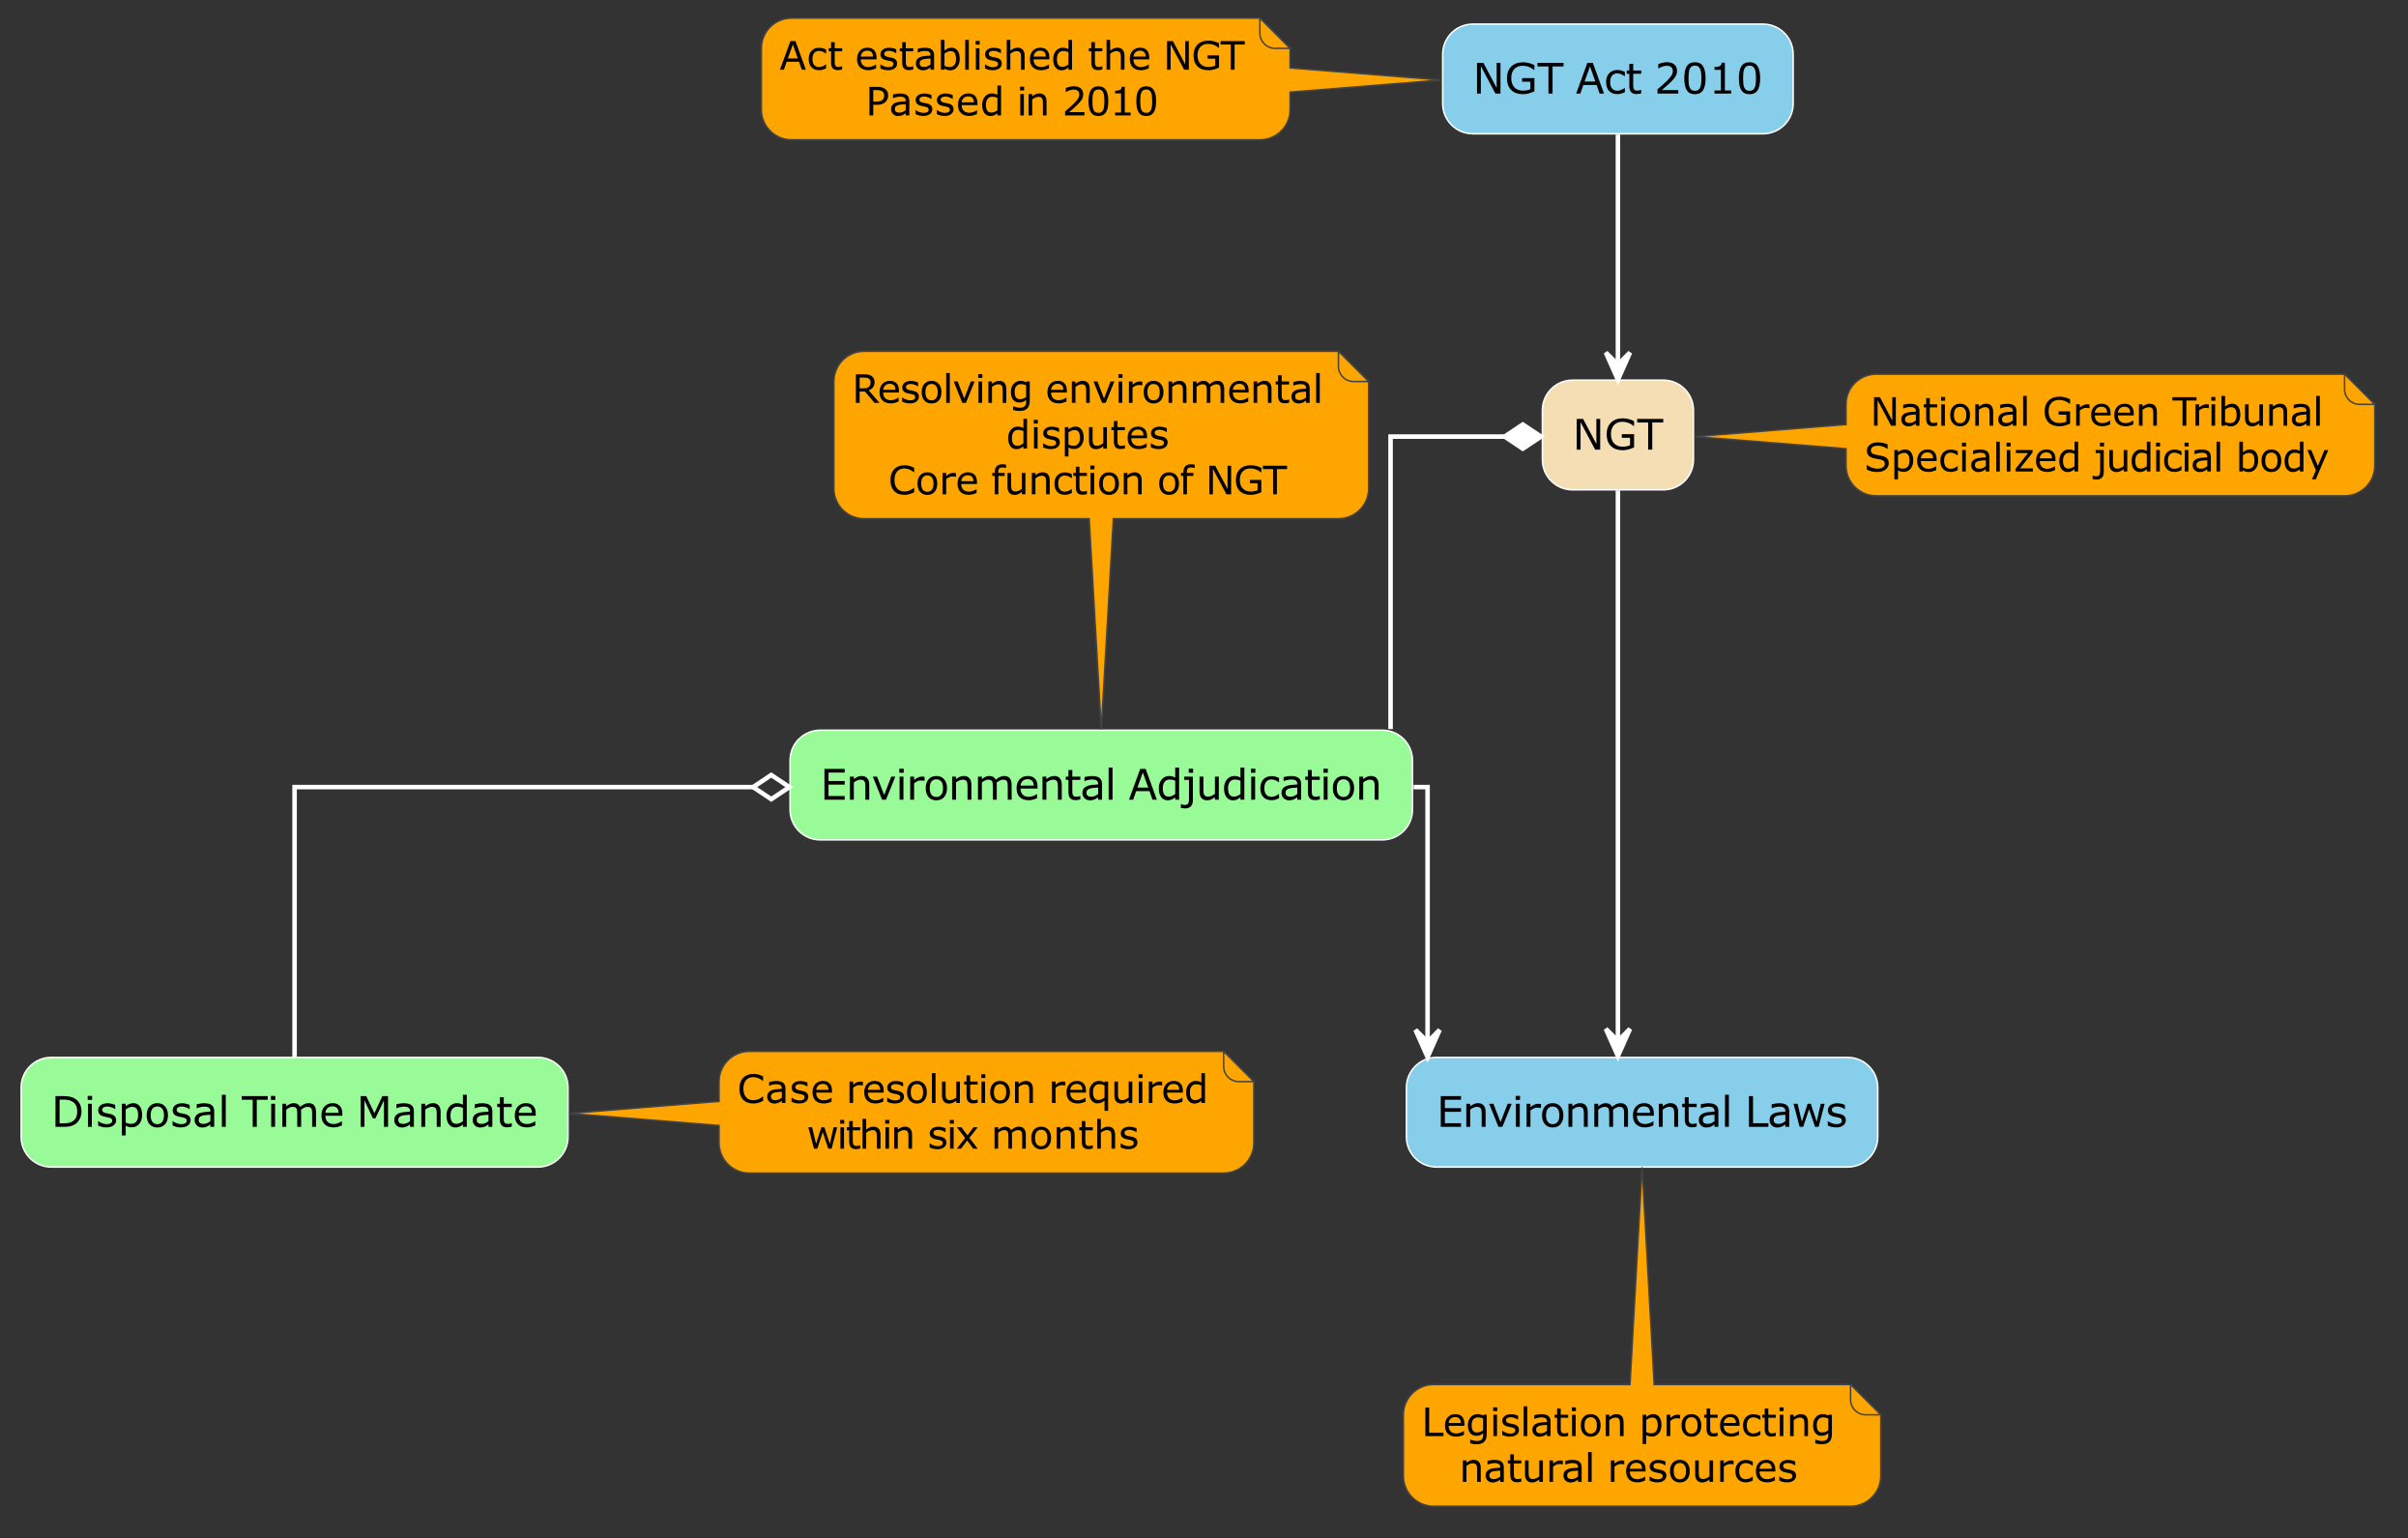 Act established the NGT
Passed in 2010
NGT Act 2010
Resolving environmental
disputes
Core function of NGT
NGT
National Green Tribunal
Specialized judicial body
Environmental Adjudication
Disposal Time Mandate
Case resolution required
within six months
Environmental Laws
Legislation protecting
natural resources